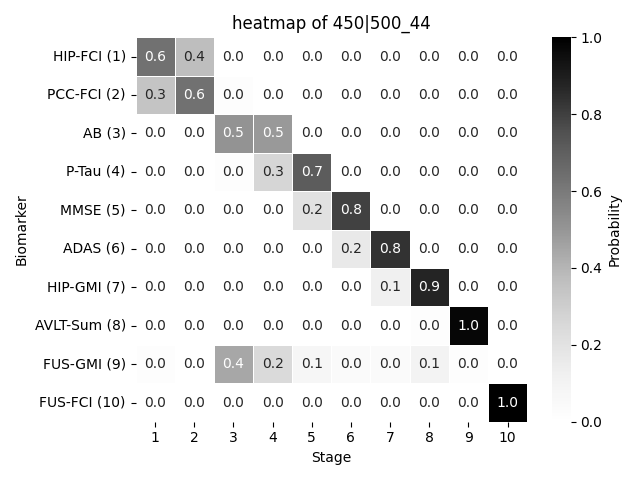 heatmap of 450|500_44
HIP-FCI (1) 0.6 0.4 0.0 0.0 0.0 0.0 0.0 0.0 0.0 0.0
PCC-FCI (2) 0.3 0.6 0.0 0.0 0.0 0.0 0.0 0.0 0.0 0.0
AB (3) 0.0 0.0 0.5 0.5 0.0 0.0 0.0 0.0 0.0 0.0
P-Tau (4) 0.0 0.0 0.0 0.3 0.7 0.0 0.0 0.0 0.0 0.0
MMSE (5) 0.0 0.0 0.0 0.0 0.2 0.8 0.0 0.0 0.0 0.0
ADAS (6) 0.0 0.0 0.0 0.0 0.0 0.2 0.8 0.0 0.0 0.0
HIP-GMI (7) 0.0 0.0 0.0 0.0 0.0 0.0 0.1 0.9 0.0 0.0
AVLT-Sum (8) 0.0 0.0 0.0 0.0 0.0 0.0 0.0 0.0 1.0 0.0
FUS-GMI (9) 0.0 0.0 0.4 0.2 0.1 0.0 0.0 0.1 0.0 0.0
FUS-FCI (10) 0.0 0.0 0.0 0.0 0.0 0.0 0.0 0.0 0.0 1.0
1 2 3 4 5 6 7 8 9 10
Stage
Biomarker
1.0
0.8
0.6
0.4
0.2
0.0
Probability